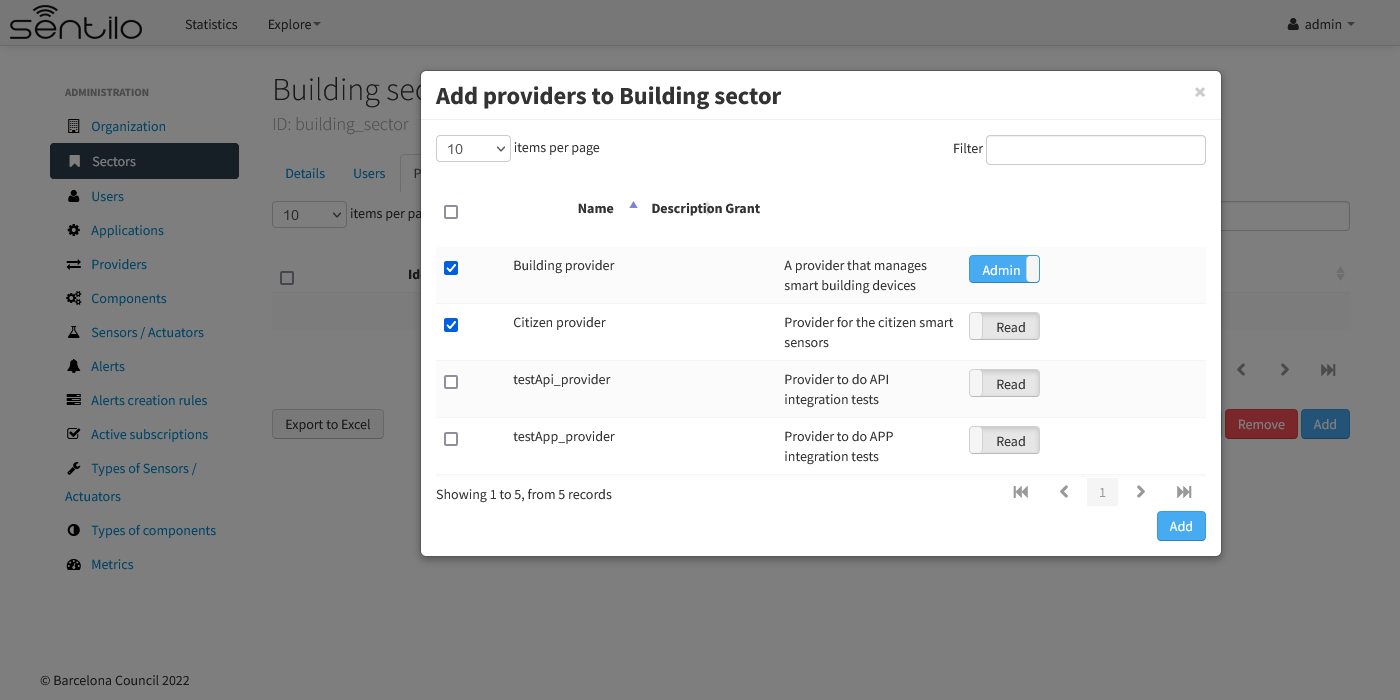 sentilo
Statistics
Explore
admin
ADMINISTRATION
Organization
Sectors
Users
Applications
Providers
Components
Sensors / Actuators
Alerts
Alerts creation rules
Active subscriptions
Types of Sensors /
Actuators
Types of components
Metrics
Building sec
ID: building_sector
Details
Users
P
10 items per pa
Id
Export to Excel
Remove
Add
Add providers to Building sector
×
10 items per page
Filter
Name Description Grant
Building provider
A provider that manages
smart building devices
Admin
Citizen provider
Provider for the citizen smart
sensors
Read
testApi_provider
Provider to do API
integration tests
Read
testApp_provider
Provider to do APP
integration tests
Read
Showing 1 to 5, from 5 records
1
Add
© Barcelona Council 2022